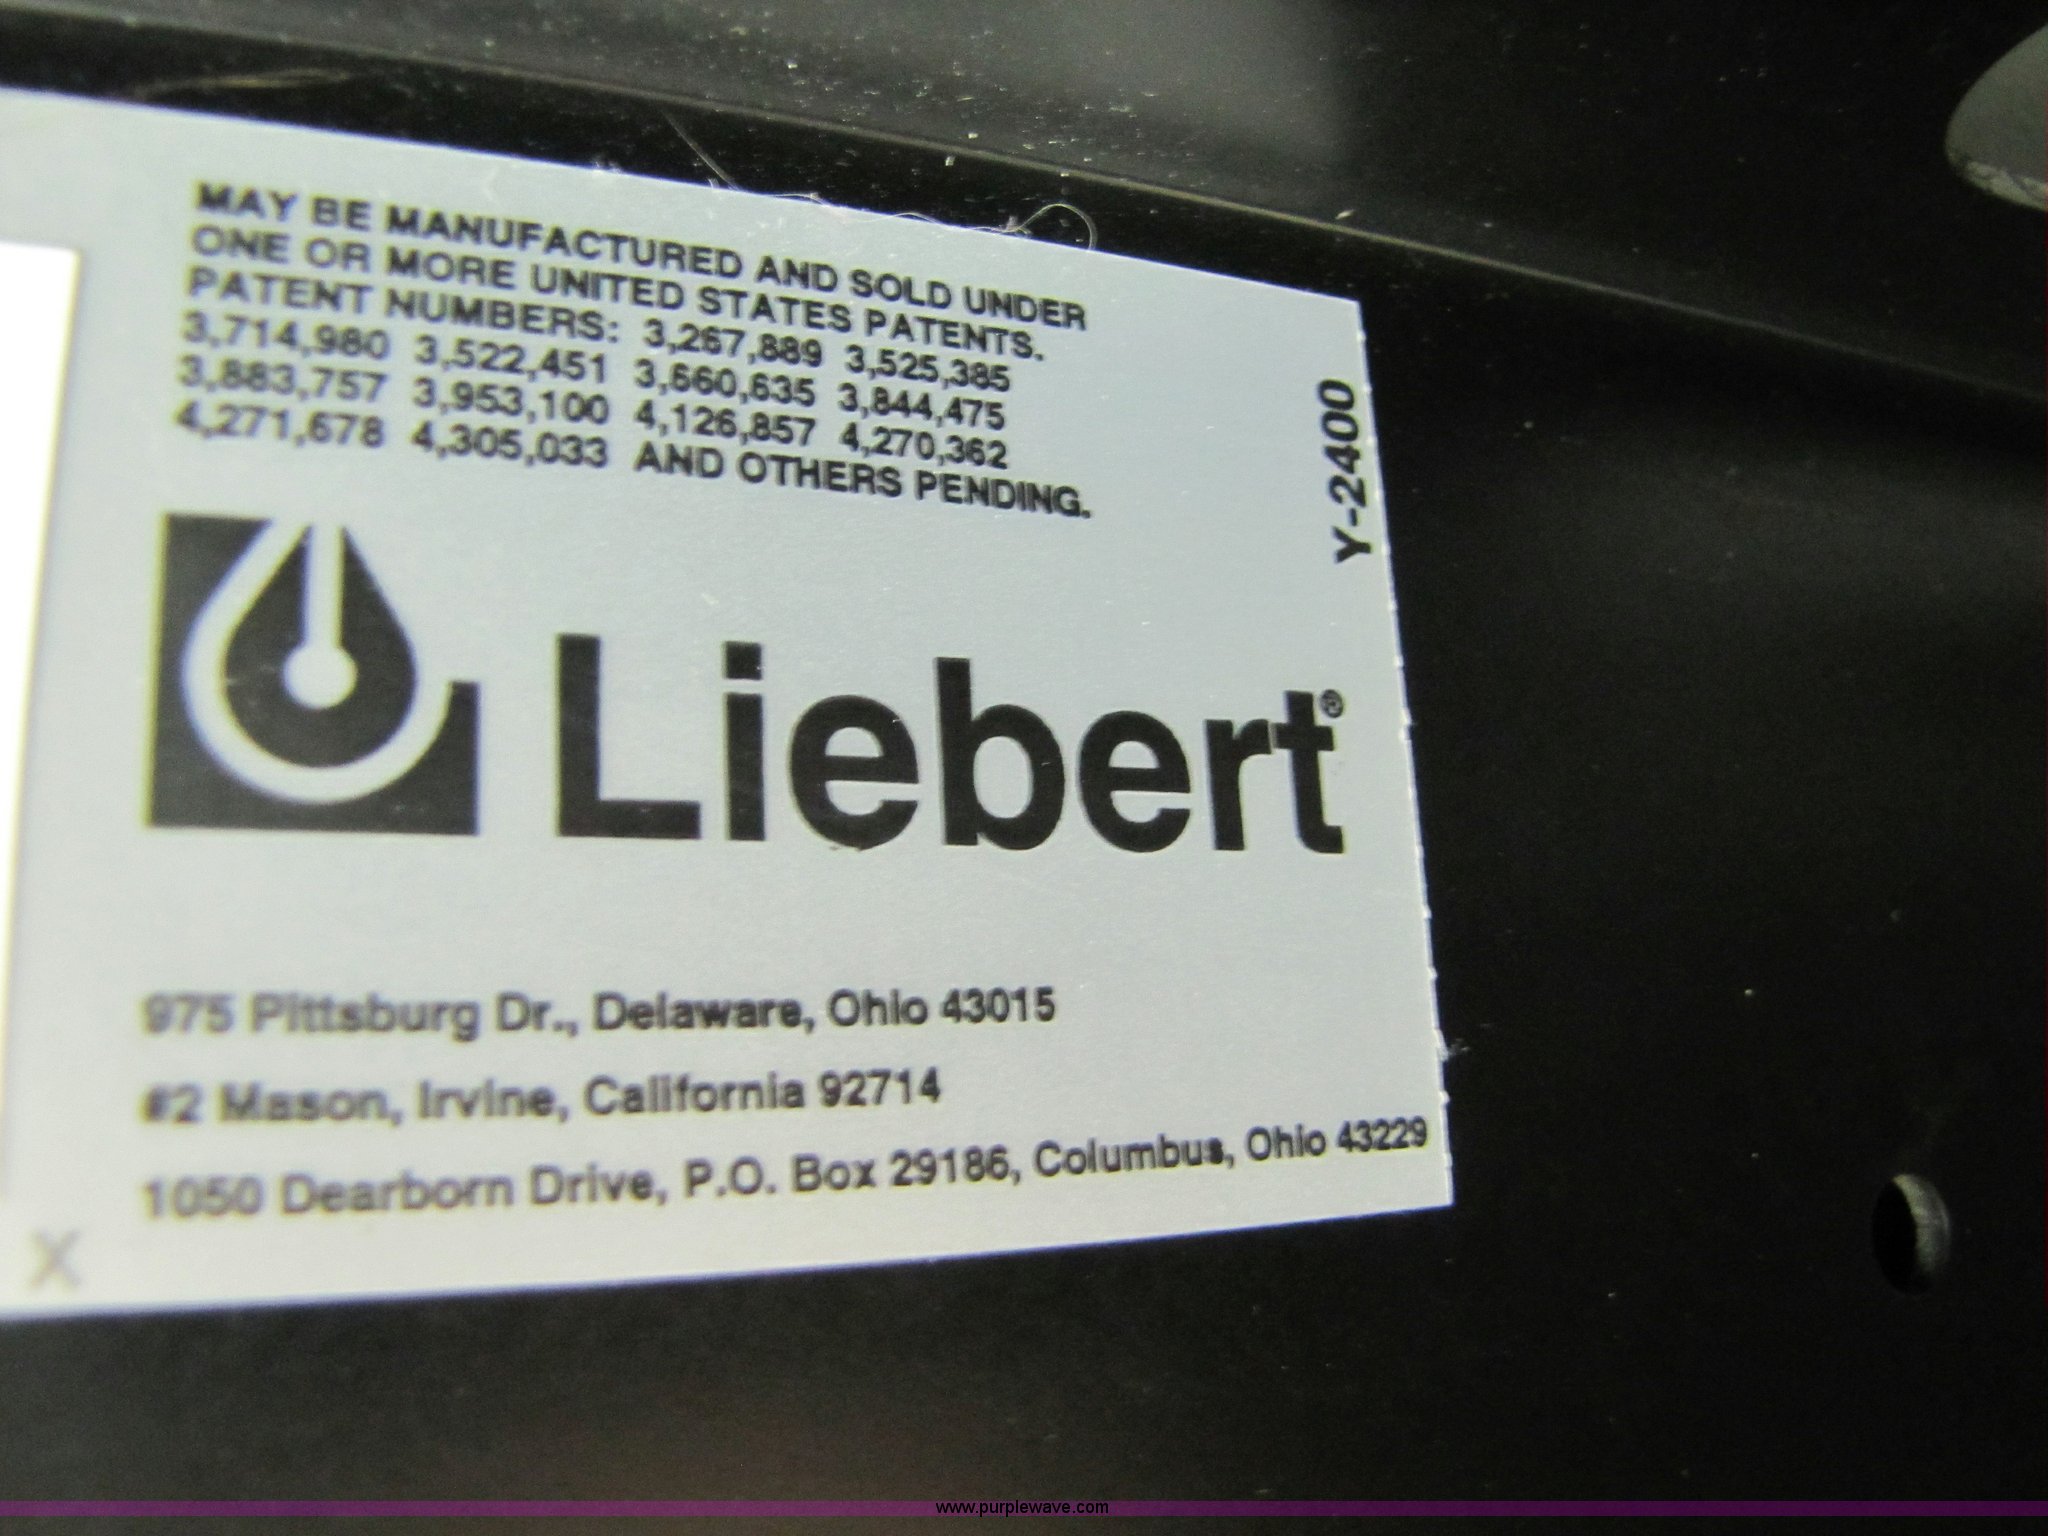 MAY BE MANUFACTURED AND SOLD UNDER
ONE OR MORE UNITED STATES PATENTS.
PATENT NUMBERS: 3,267,889 3,525,385
3,714,980 3,522,451 3,660,635 3,844,475
3,883,757 3,953,100 4,126,857 4,270,362
4,271,678 4,305,033 AND OTHERS PENDING.
Y-2400
Liebert®
975 Pittsburg Dr., Delaware, Ohio 43015
#2 Mason, Irvine, California 92714
1050 Dearborn Drive, P.O. Box 29186, Columbus, Ohio 43229
X
www.purplewave.com